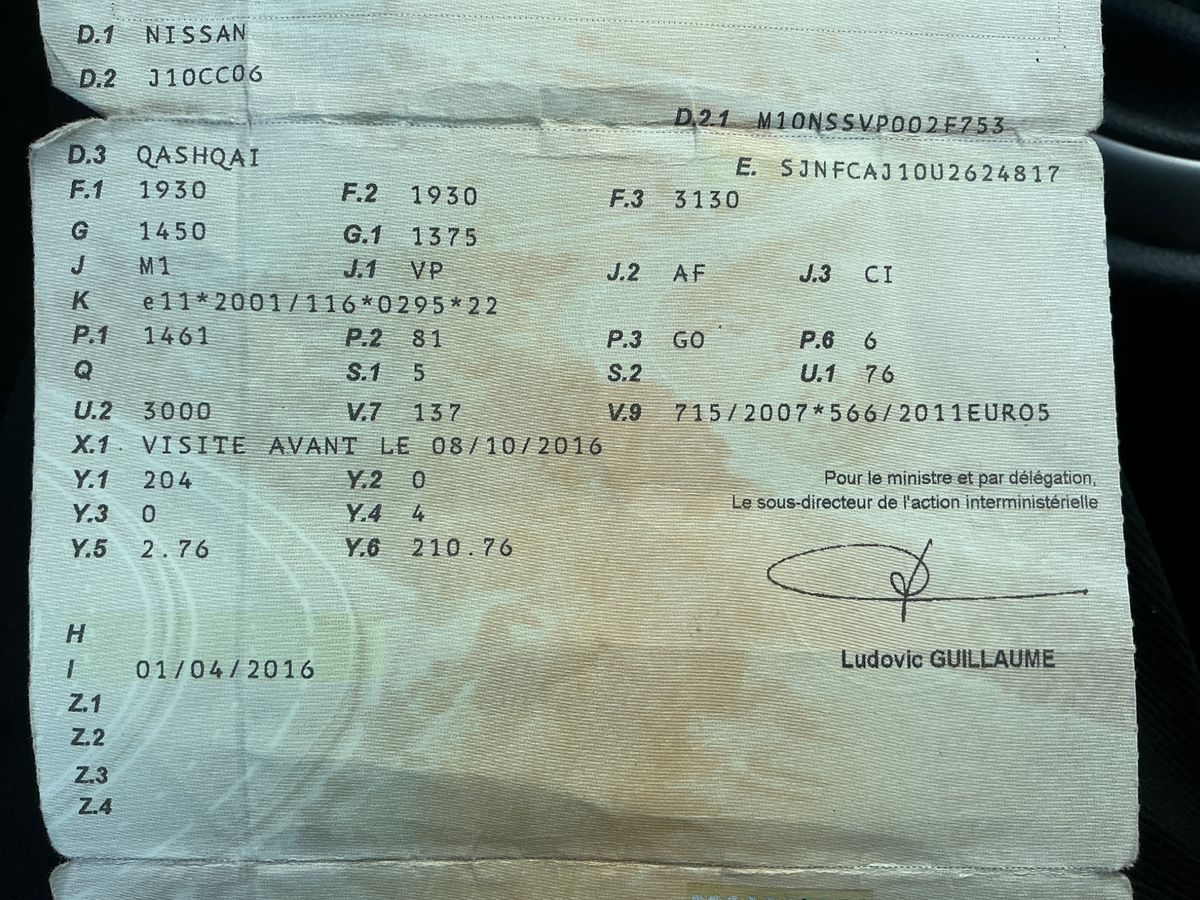 D.1 NISSAN
D.2 J10CC06
D.2.1 M10NSSVP002F753
D.3 QASHQAI
E. SJNFCAJ10U2624817
F.1 1930 F.2 1930 F.3 3130
G 1450 G.1 1375
J M1 J.1 VP J.2 AF J.3 CI
K e11*2001/116*0295*22
P.1 1461 P.2 81 P.3 GO P.6 6
Q S.1 5 S.2 U.1 76
U.2 3000 V.7 137 V.9 715/2007*566/2011EURO5
X.1 VISITE AVANT LE 08/10/2016
Y.1 204 Y.2 0
Y.3 0 Y.4 4
Y.5 2.76 Y.6 210.76
Pour le ministre et par délégation,
Le sous-directeur de l'action interministérielle
Ludovic GUILLAUME
H
I 01/04/2016
Z.1
Z.2
Z.3
Z.4